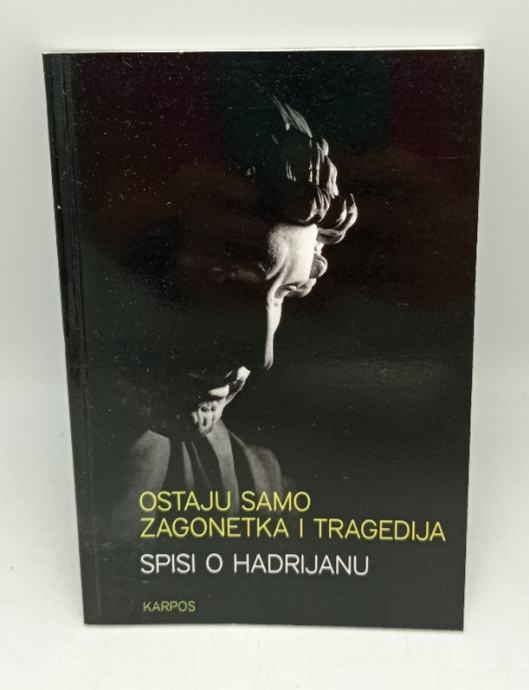 OSTAJU SAMO
ZAGONETKA I TRAGEDIJA
SPISI O HADRIJANU
KARPOS